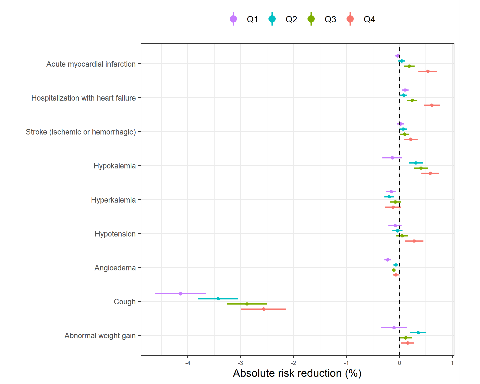 Q1 Q2 Q3 Q4
Acute myocardial infarction
Hospitalization with heart failure
Stroke (ischemic or hemorrhagic)
Hypokalemia
Hyperkalemia
Hypotension
Angioedema
Cough
Abnormal weight gain
-4 -3 -2 -1 0 1
Absolute risk reduction (%)